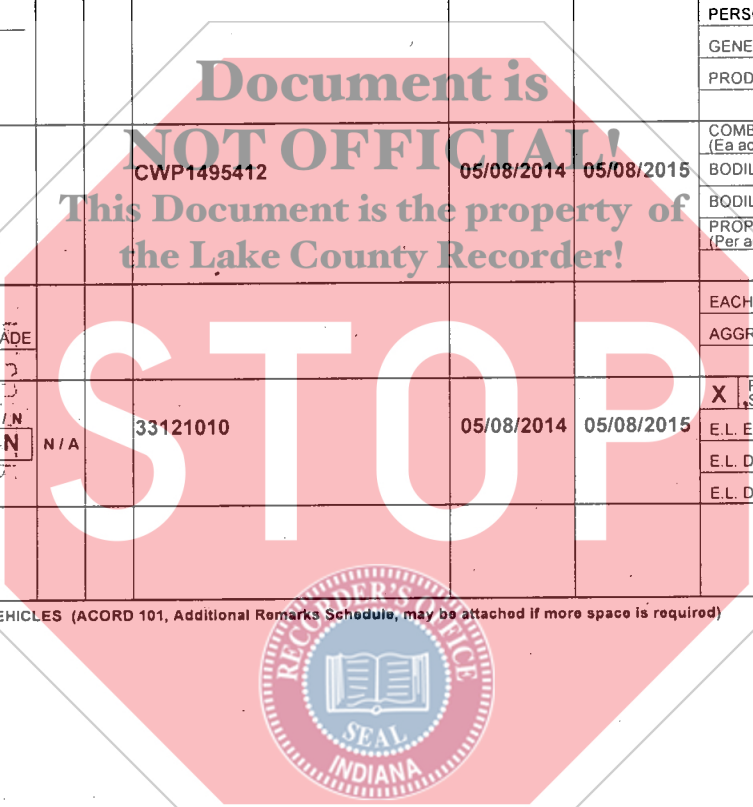 PERS
GENE
PROD
Document is
NOT OFFICIAL!
COMB
(Ea ac
CWP1495412 05/08/2014 05/08/2015 BODIL
This Document is the property of
BODIL
PROR
(Per a
the Lake County Recorder!
EACH
ADE
AGGR
STOP
X
/ N
N N / A 33121010 05/08/2014 05/08/2015 E.L. E
E.L. D
E.L. D
EHICLES (ACORD 101, Additional Remarks Schedule, may be attached if more space is required)
RECORDER'S OFFICE
SEAL
INDIANA